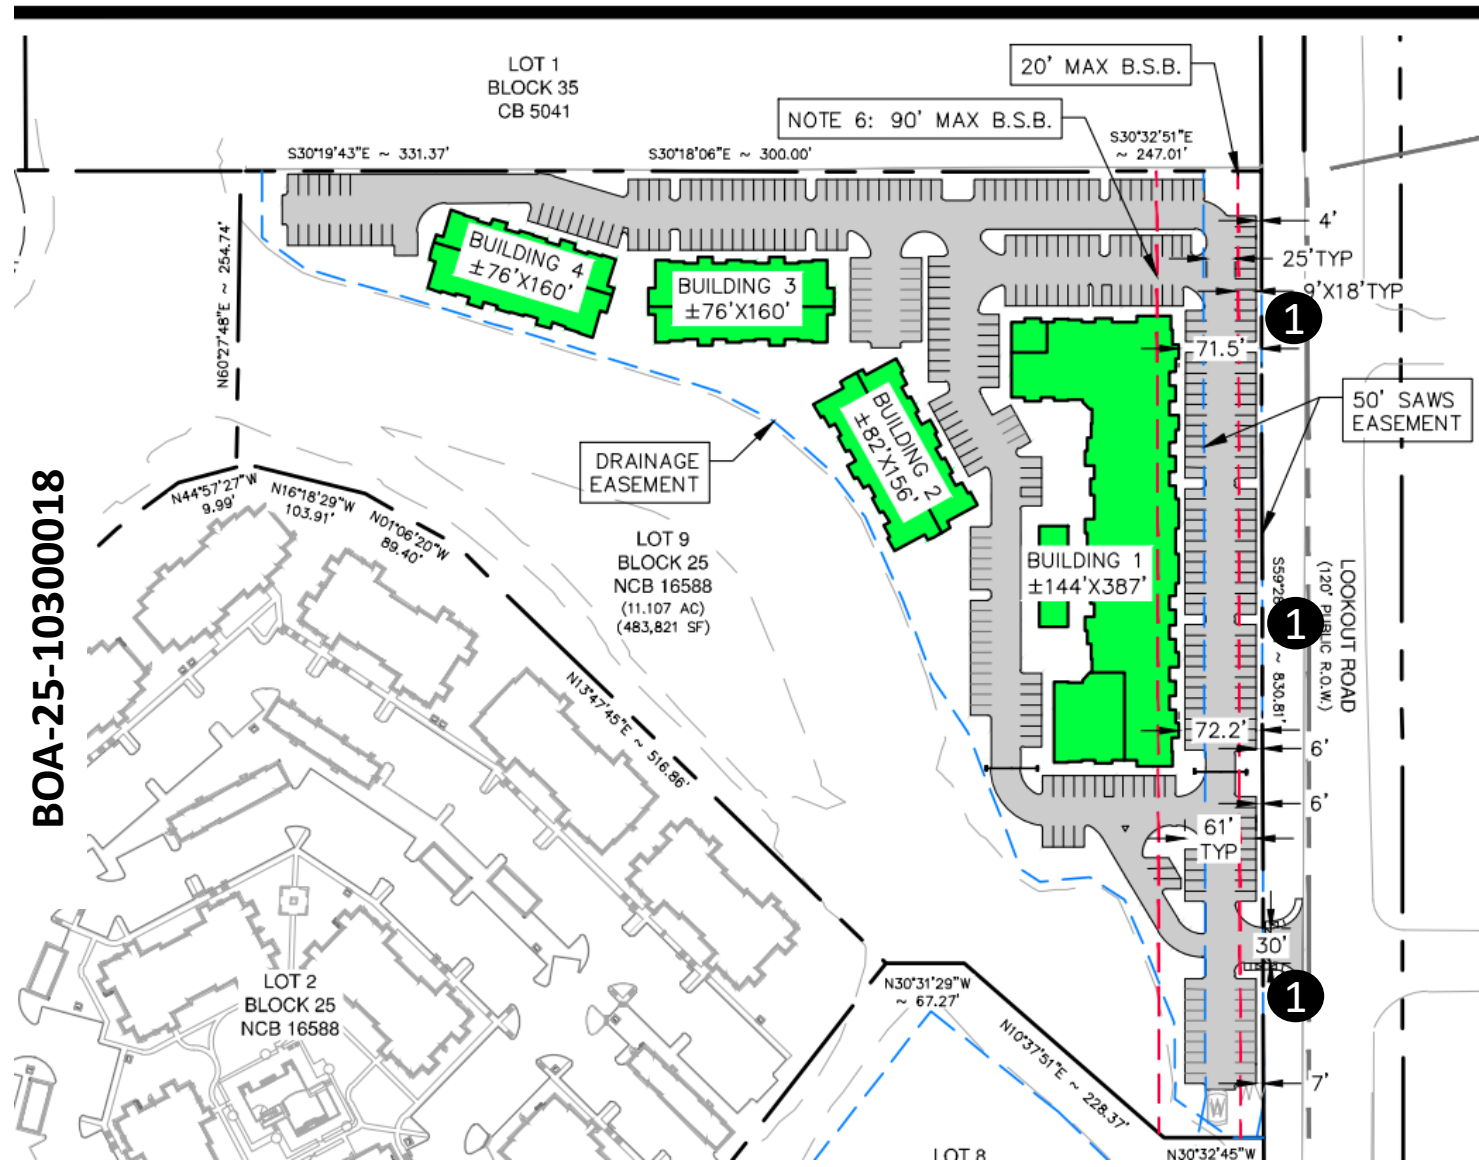 LOT 1
BLOCK 35
CB 5041
20' MAX B.S.B.
NOTE 6: 90' MAX B.S.B.
S30°19'43"E ~ 331.37'
S30°18'06"E ~ 300.00'
S30°32'51"E
~ 247.01'
4'
25'TYP
9'X18'TYP
1
71.5'
50' SAWS
EASEMENT
N60°27'48"E ~ 254.74'
BUILDING 4
±76'X160'
BUILDING 3
±76'X160'
BUILDING 2
±82'X156'
BUILDING 1
±144'X387'
DRAINAGE
EASEMENT
N44°57'27"W
9.99'
N16°18'29"W
103.91'
N01°06'20"W
89.40'
LOT 9
BLOCK 25
NCB 16588
(11.107 AC)
(483,821 SF)
BOA-25-10300018
N13°47'45"E ~ 516.86'
LOOKOUT ROAD
(120' PUBLIC R.O.W.)
S59°28 ~ 830.81'
1
72.2'
6'
6'
61'
TYP
30'
1
7'
LOT 2
BLOCK 25
NCB 16588
N30°31'29"W
~ 67.27'
N10°37'51"E ~ 228.37'
LOT 8
N30°32'45"W